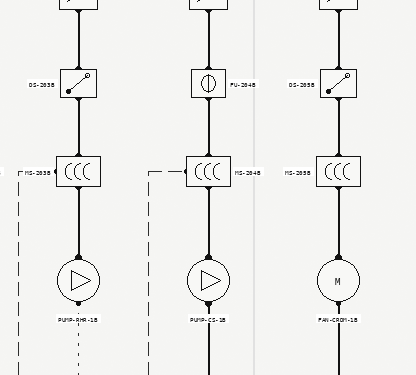 DS-203B
FU-204B
DS-205B
MS-203B
MS-204B
MS-205B
M
PUMP-RHR-1B
PUMP-CS-1B
FAN-CRDM-1B